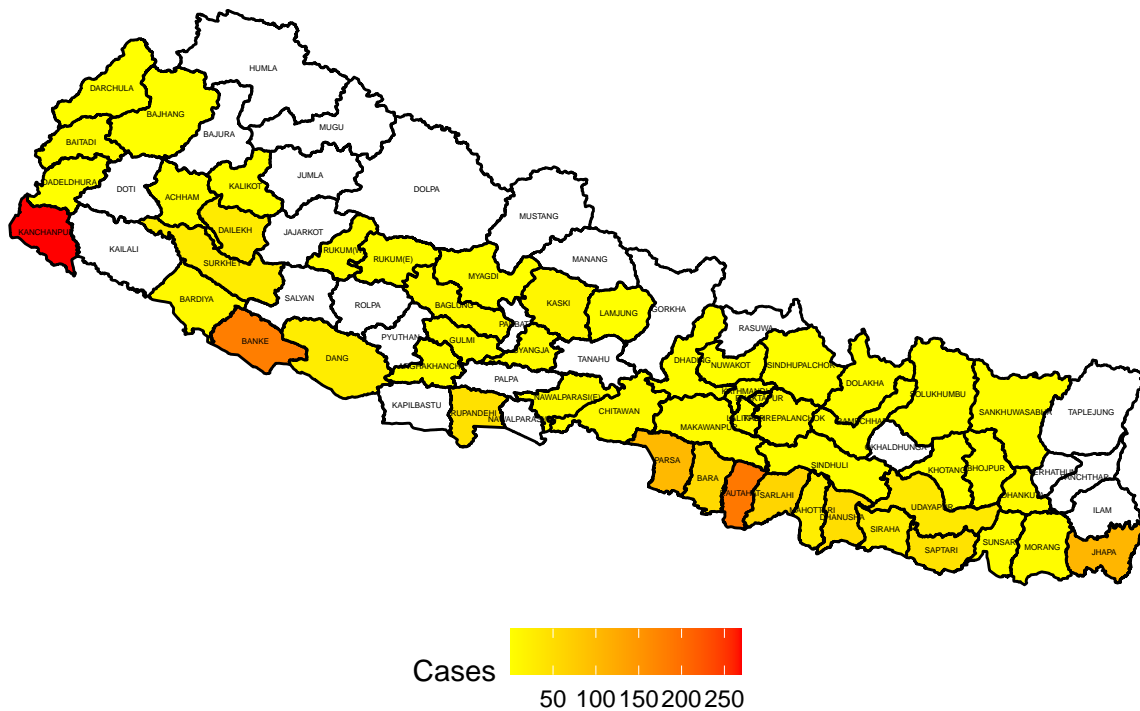 HUMLA
DARCHULA
BAJHANG
MUGU
BAJURA
BAITADI
JUMLA
DADELDHURA
DOTI
KALIKOT
DOLPA
ACHHAM
MUSTANG
DAILEKH
KANCHANPU
JAJARKOT
KAILALI
RUKUM(W)
RUKUM(E)
MANANG
SURKHET
MYAGDI
BARDIYA
SALYAN
ROLPA
BAGLUNG
KASKI
LAMJUNG
GORKHA
RASUWA
PYUTHAN
GULMI
BANKE
DANG
TANAHU
DHADING
NUWAKOT
SINDHUPALCHOK
PALPA
DOLAKHA
KAPILBASTU
RUPANDEHI
NAWALPARASI(E)
CHITAWAN
SOLUKHUMBU
SANKHUWASABHA
TAPLEJUNG
MAKAWANPUR
SINDHULI
KHOTANG
BHOJPUR
PARSA
BARA
SARLAHI
MAHOTTARI
DHANUSHA
UDAYAPUR
ILAM
SIRAHA
SAPTARI
SUNSARI
MORANG
JHAPA
Cases
50 100 150 200 250